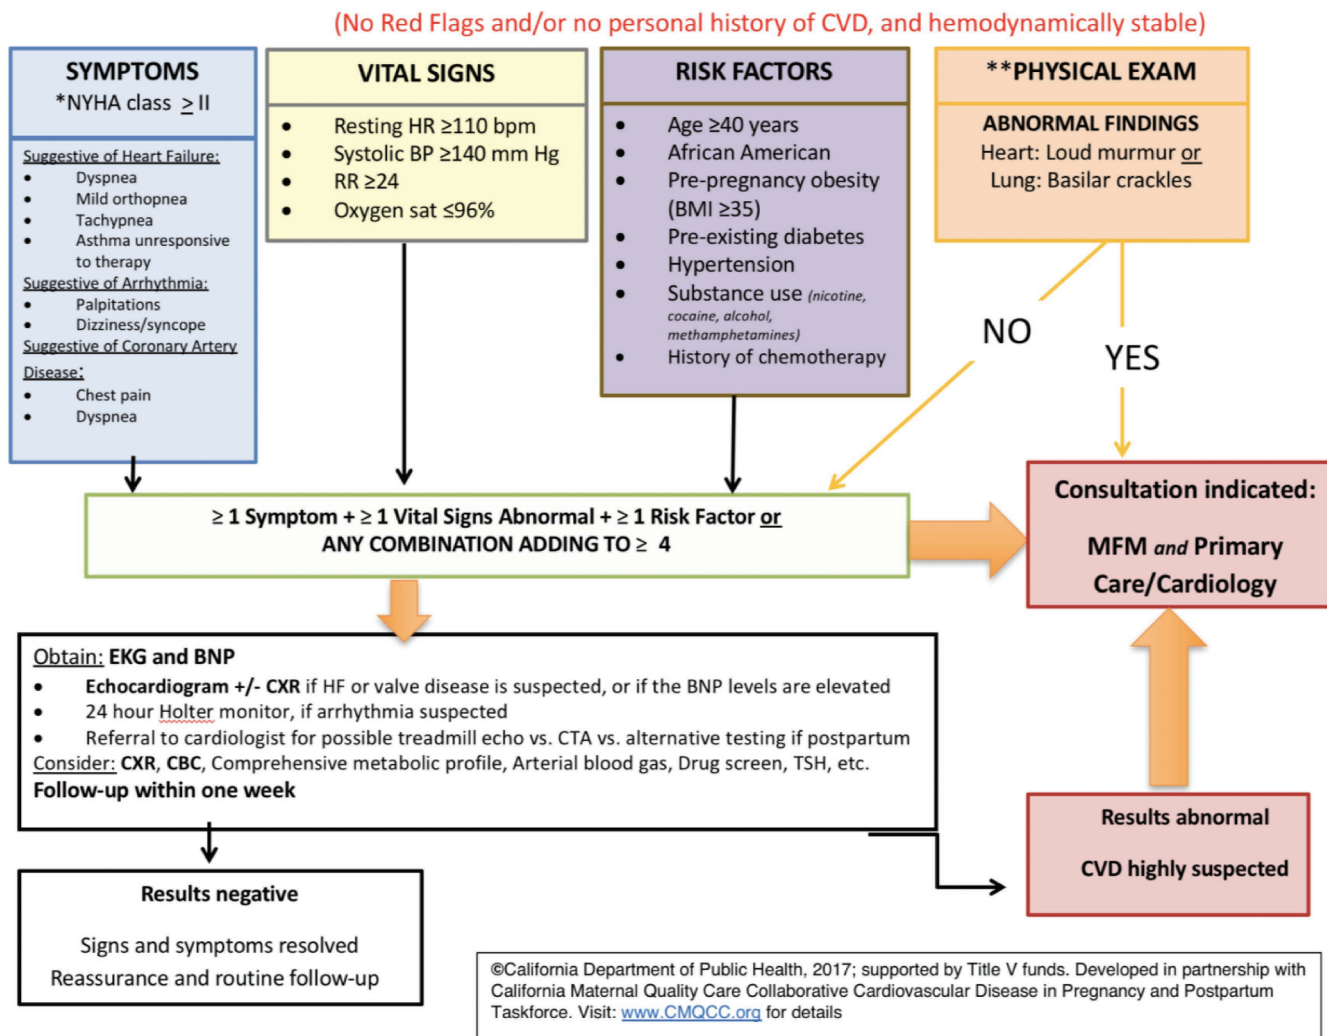 (No Red Flags and/or no personal history of CVD, and hemodynamically stable)
SYMPTOMS
*NYHA class ≥ II
Suggestive of Heart Failure:
• Dyspnea
• Mild orthopnea
• Tachypnea
• Asthma unresponsive
to therapy
Suggestive of Arrhythmia:
• Palpitations
• Dizziness/syncope
Suggestive of Coronary Artery
Disease:
• Chest pain
• Dyspnea
VITAL SIGNS
• Resting HR ≥110 bpm
• Systolic BP ≥140 mm Hg
• RR ≥24
• Oxygen sat ≤96%
RISK FACTORS
• Age ≥40 years
• African American
• Pre-pregnancy obesity
(BMI ≥35)
• Pre-existing diabetes
• Hypertension
• Substance use (nicotine,
cocaine, alcohol,
methamphetamines)
• History of chemotherapy
**PHYSICAL EXAM
ABNORMAL FINDINGS
Heart: Loud murmur or
Lung: Basilar crackles
NO
YES
≥ 1 Symptom + ≥ 1 Vital Signs Abnormal + ≥ 1 Risk Factor or
ANY COMBINATION ADDING TO ≥ 4
Consultation indicated:
MFM and Primary
Care/Cardiology
Obtain: EKG and BNP
• Echocardiogram +/- CXR if HF or valve disease is suspected, or if the BNP levels are elevated
• 24 hour Holter monitor, if arrhythmia suspected
• Referral to cardiologist for possible treadmill echo vs. CTA vs. alternative testing if postpartum
Consider: CXR, CBC, Comprehensive metabolic profile, Arterial blood gas, Drug screen, TSH, etc.
Follow-up within one week
Results abnormal
CVD highly suspected
Results negative
Signs and symptoms resolved
Reassurance and routine follow-up
©California Department of Public Health, 2017; supported by Title V funds. Developed in partnership with
California Maternal Quality Care Collaborative Cardiovascular Disease in Pregnancy and Postpartum
Taskforce. Visit: www.CMQCC.org for details